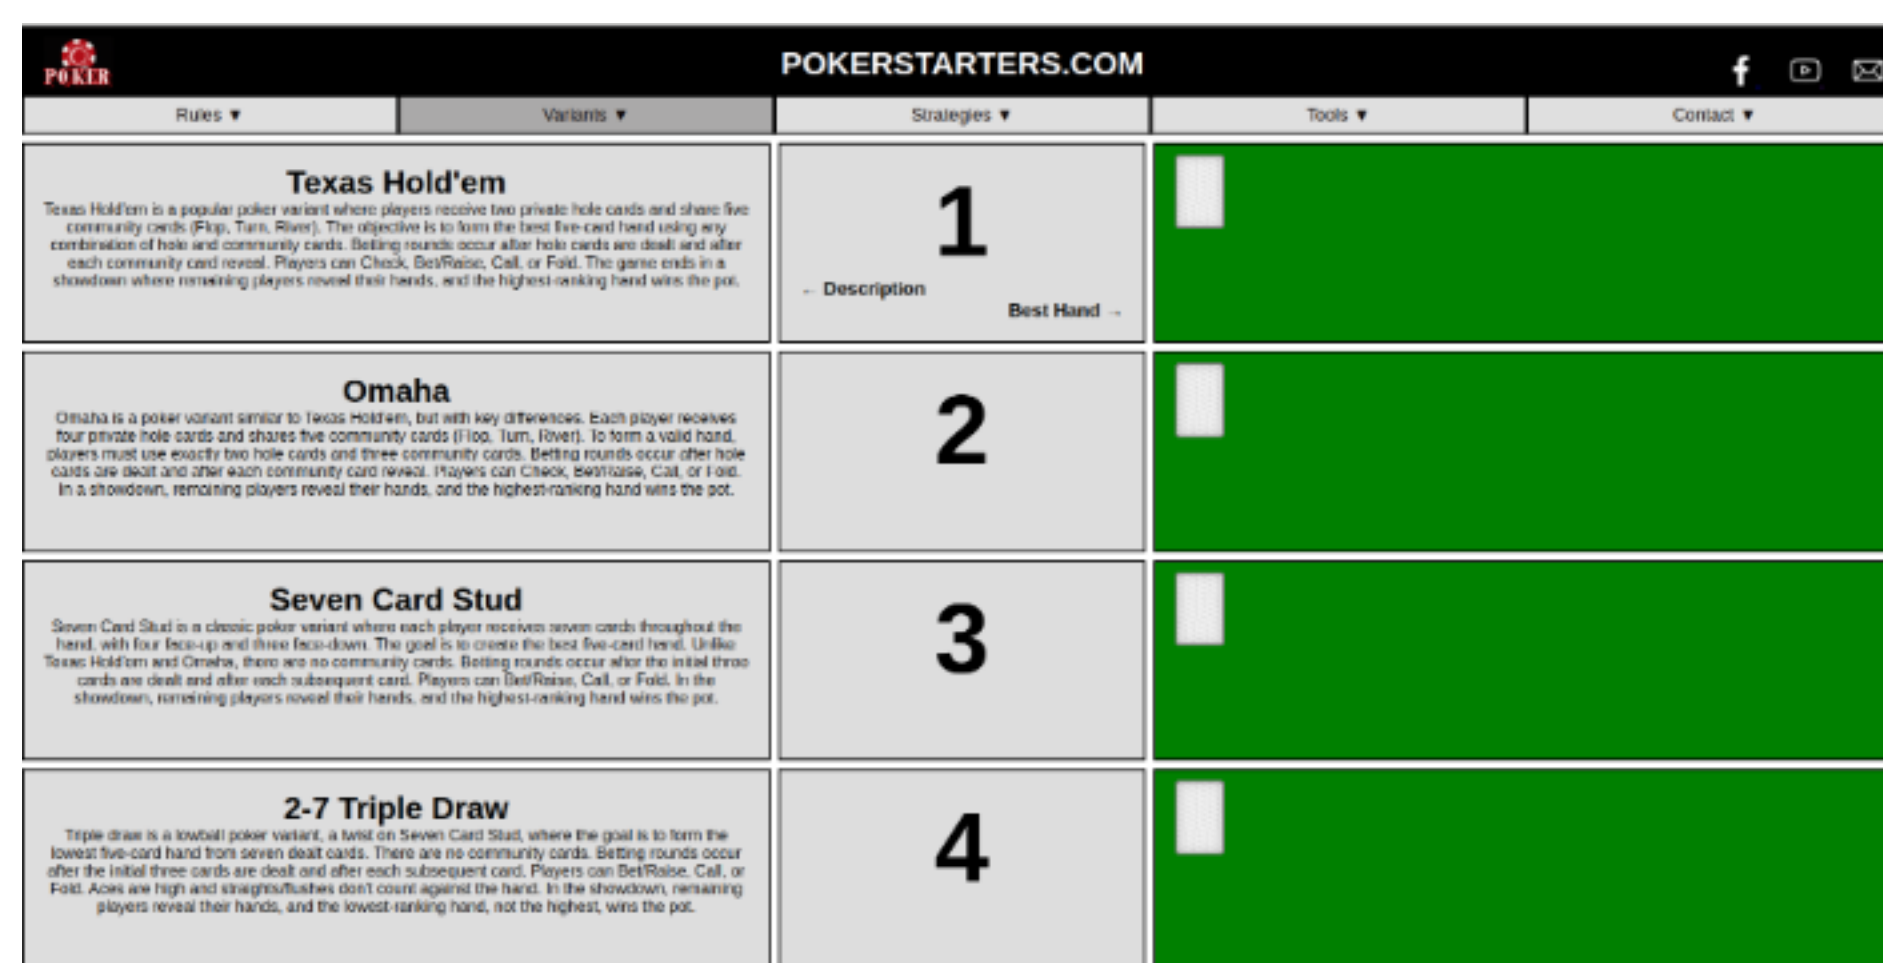 POKER
POKERSTARTERS.COM
Rules ▼
Variants ▼
Strategies ▼
Tools ▼
Contact ▼
Texas Hold'em
Texas Hold'em is a popular poker variant where players receive two private hole cards and share five
community cards (Flop, Turn, River). The objective is to form the best five-card hand using any
combination of hole and community cards. Betting rounds occur after hole cards are dealt and after
each community card reveal. Players can Check, Bet/Raise, Call, or Fold. The game ends in a
showdown where remaining players reveal their hands, and the highest-ranking hand wins the pot.
1
← Description
Best Hand →
Omaha
Omaha is a poker variant similar to Texas Hold'em, but with key differences. Each player receives
four private hole cards and shares five community cards (Flop, Turn, River). To form a valid hand,
players must use exactly two hole cards and three community cards. Betting rounds occur after hole
cards are dealt and after each community card reveal. Players can Check, Bet/Raise, Call, or Fold.
In a showdown, remaining players reveal their hands, and the highest-ranking hand wins the pot.
2
Seven Card Stud
Seven Card Stud is a classic poker variant where each player receives seven cards throughout the
hand, with four face-up and three face-down. The goal is to create the best five-card hand. Unlike
Texas Hold'em and Omaha, there are no community cards. Betting rounds occur after the initial three
cards are dealt and after each subsequent card. Players can Bet/Raise, Call, or Fold. In the
showdown, remaining players reveal their hands, and the highest-ranking hand wins the pot.
3
2-7 Triple Draw
Triple draw is a lowball poker variant, a twist on Seven Card Stud, where the goal is to form the
lowest five-card hand from seven dealt cards. There are no community cards. Betting rounds occur
after the initial three cards are dealt and after each subsequent card. Players can Bet/Raise, Call, or
Fold. Aces are high and straights/flushes don't count against the hand. In the showdown, remaining
players reveal their hands, and the lowest-ranking hand, not the highest, wins the pot.
4